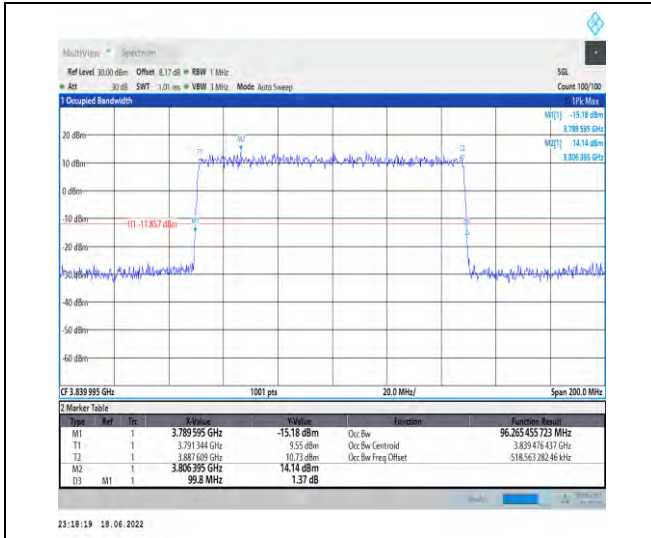 MultiView Spectrum
Ref Level 30.00 dBm Offset 8.17 dB RBW 1 MHz SGL
Att 30 dB SWT 1.01 ms VBW 3 MHz Mode Auto Sweep Count 100/100
1 Occupied Bandwidth 1Pk Max
M1[1] -15.18 dBm
3.789 595 GHz
M2[1] 14.14 dBm
3.806 395 GHz
20 dBm
M2
T1
10 dBm
0 dBm
-10 dBm
M1
H1 -11.857 dBm
-20 dBm
-30 dBm
-40 dBm
-50 dBm
-60 dBm
CF 3.839 995 GHz 1001 pts 20.0 MHz/ Span 200.0 MHz
2 Marker Table
Type Ref Trc X-Value Y-Value Function Function Result
M1 1 3.789 595 GHz -15.18 dBm Occ Bw 96.265 455 723 MHz
T1 1 3.791 344 GHz 9.55 dBm Occ Bw Centroid 3.839 476 437 GHz
T2 1 3.887 609 GHz 10.73 dBm Occ Bw Freq Offset -518.563 282 46 kHz
M2 1 3.806 395 GHz 14.14 dBm
D3 M1 1 99.8 MHz 1.37 dB
23:18:19 18.06.2022